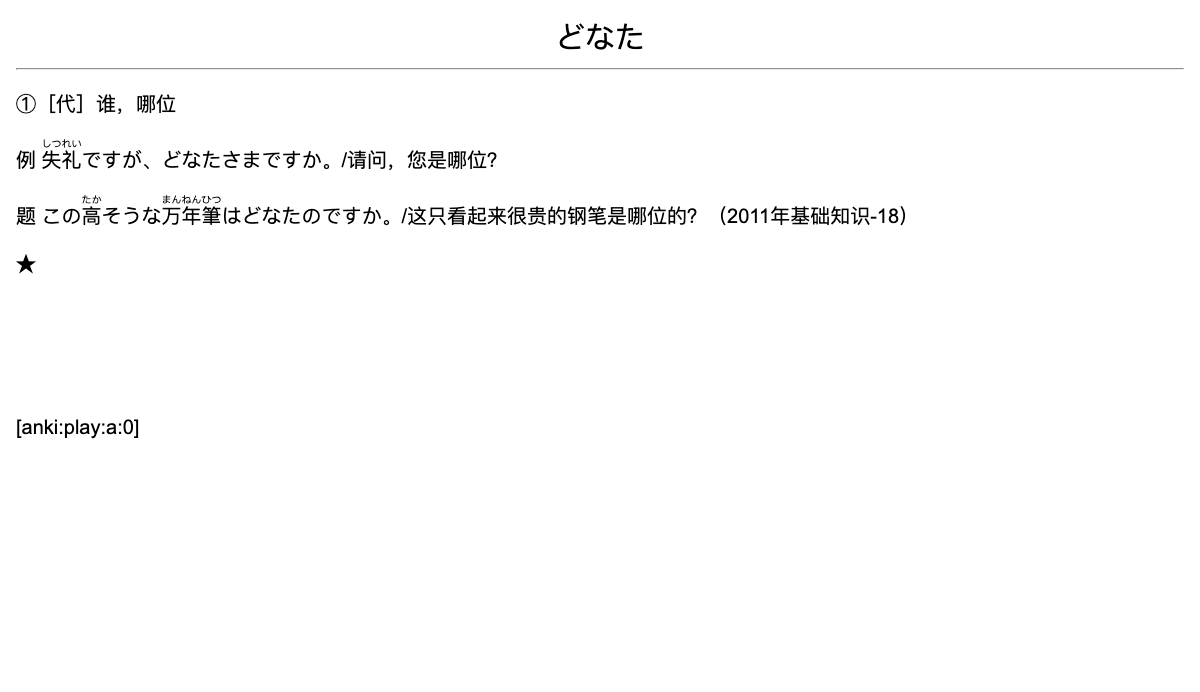 どなた
①［代］谁，哪位
しつれい
例 失礼ですが、どなたさまですか。/请问，您是哪位?
たか まんねんひつ
题 この高そうな万年筆はどなたのですか。/这只看起来很贵的钢笔是哪位的? （2011年基础知识-18）
★
[anki:play:a:0]